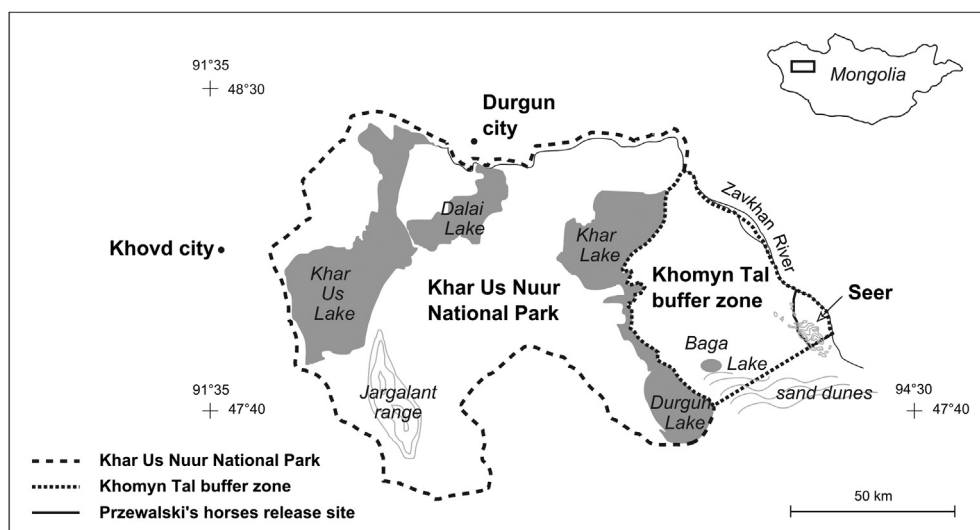 91°35
48°30
Mongolia
Durgun
city
Zavkhan River
Dalai
Lake
Khovd city
Khar
Lake
Khar
Us
Lake
Khar Us Nuur
National Park
Khomyn Tal
buffer zone
Seer
Baga
Lake
91°35
47°40
Jargalant
range
Durgun
Lake
sand dunes
94°30
47°40
Khar Us Nuur National Park
Khomyn Tal buffer zone
Przewalski's horses release site
50 km